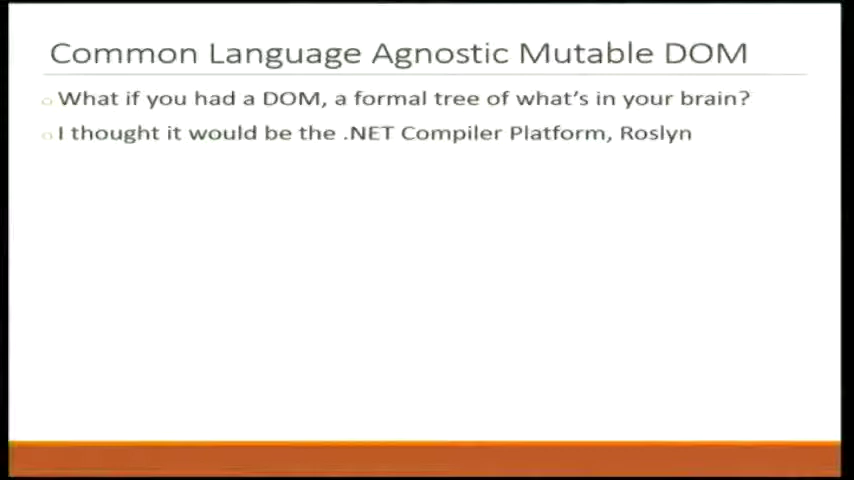 Common Language Agnostic Mutable DOM
What if you had a DOM, a formal tree of what's in your brain?
I thought it would be the .NET Compiler Platform, Roslyn